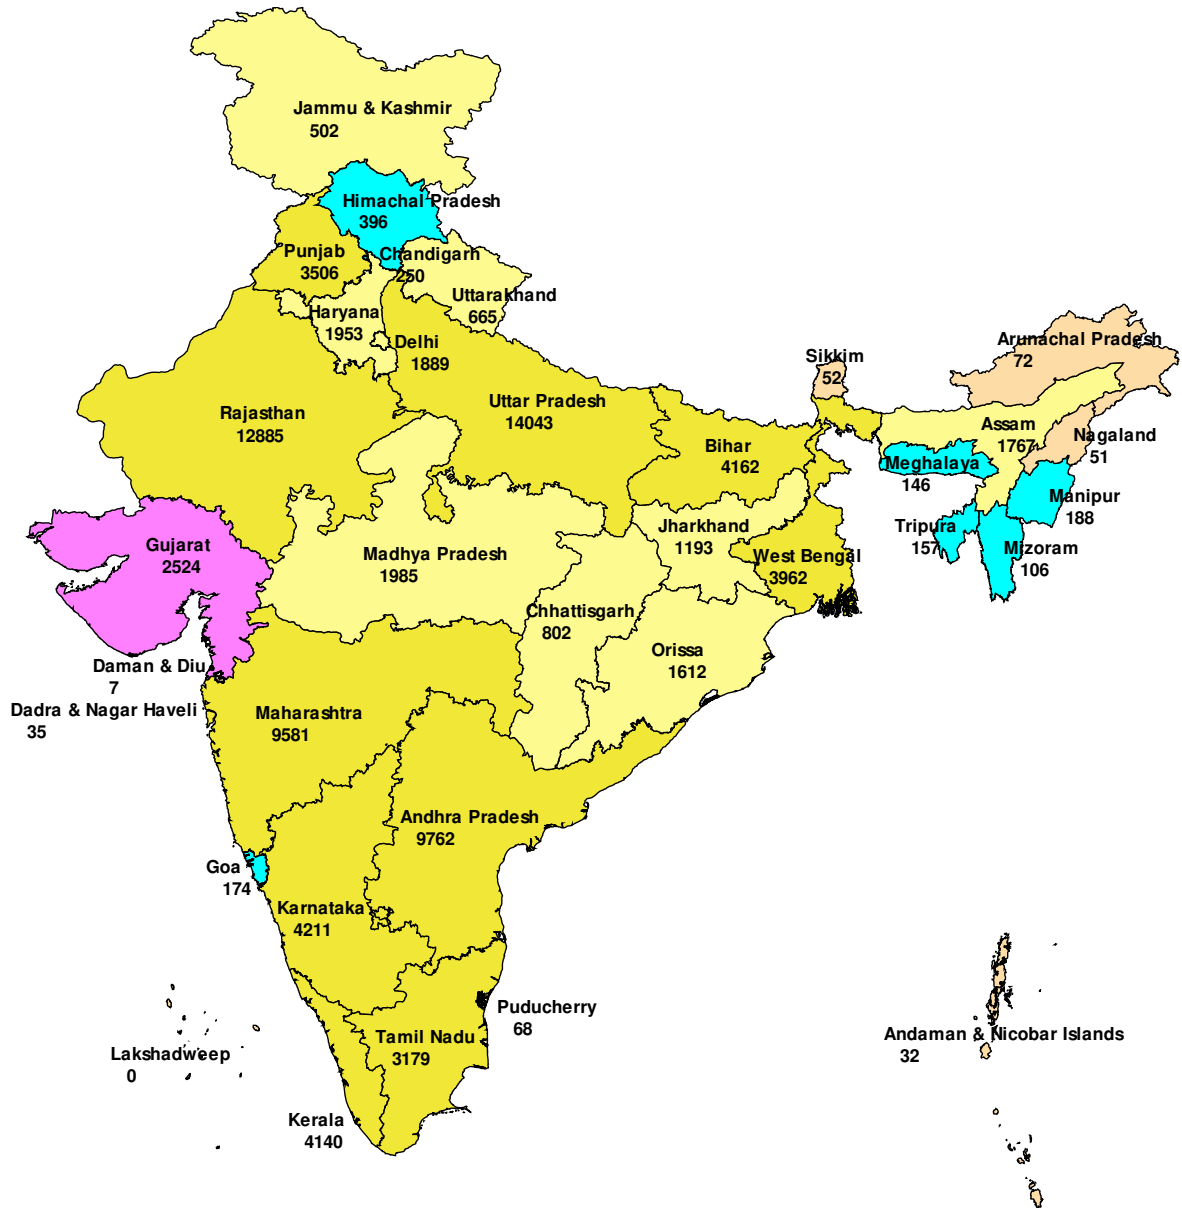 Jammu & Kashmir
502
Himachal Pradesh
396
Punjab
3506
Chandigarh
250
Uttarakhand
665
Haryana
1953
Delhi
1889
Rajasthan
12885
Uttar Pradesh
14043
Bihar
4162
Sikkim
52
Arunachal Pradesh
72
Assam
1767
Nagaland
51
Meghalaya
146
Manipur
188
Tripura
157
Mizoram
106
Gujarat
2524
Madhya Pradesh
1985
Jharkhand
1193
West Bengal
3962
Chhattisgarh
802
Orissa
1612
Daman & Diu
7
Dadra & Nagar Haveli
35
Maharashtra
9581
Andhra Pradesh
9762
Goa
174
Karnataka
4211
Puducherry
68
Tamil Nadu
3179
Lakshadweep
0
Kerala
4140
Andaman & Nicobar Islands
32